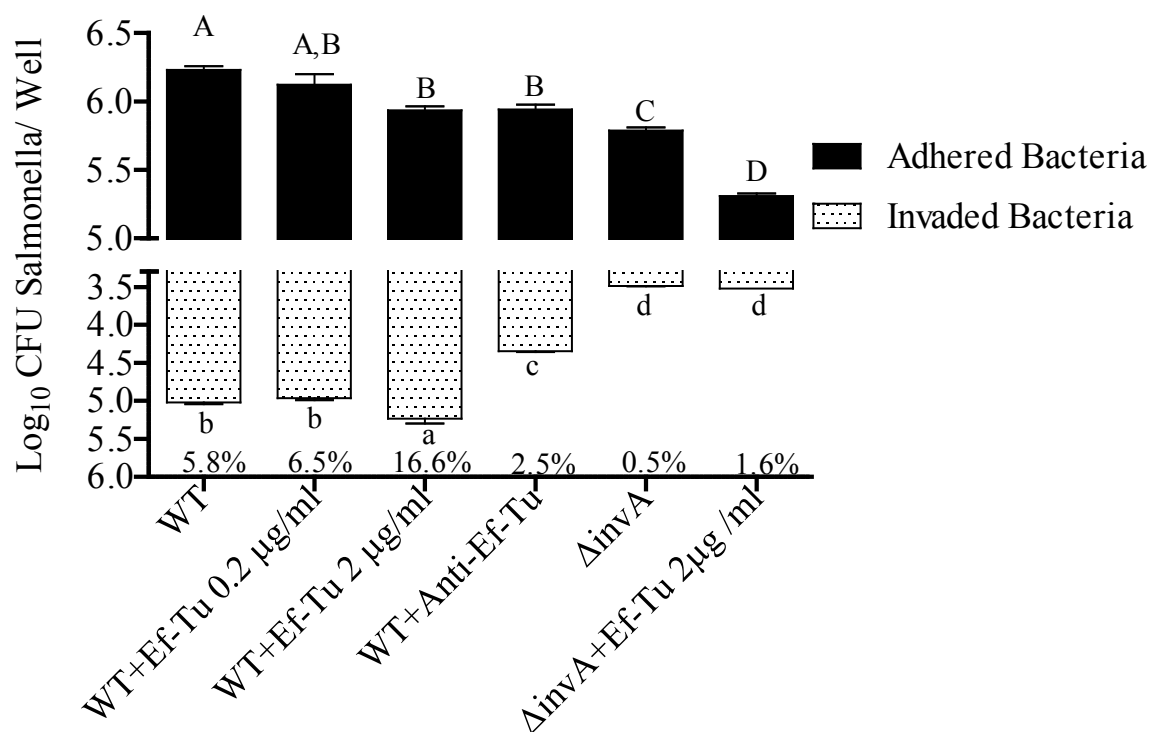 Log10 CFU Salmonella/ Well
6.5
6.0
5.5
5.0
3.5
4.0
4.5
5.0
5.5
6.0
A
A,B
B
B
C
D
b
b
a
c
d
d
5.8%
6.5%
16.6%
2.5%
0.5%
1.6%
WT
WT+Ef-Tu 0.2 µg/ml
WT+Ef-Tu 2 µg/ml
WT+Anti-Ef-Tu
ΔinvA
ΔinvA+Ef-Tu 2µg /ml
Adhered Bacteria
Invaded Bacteria